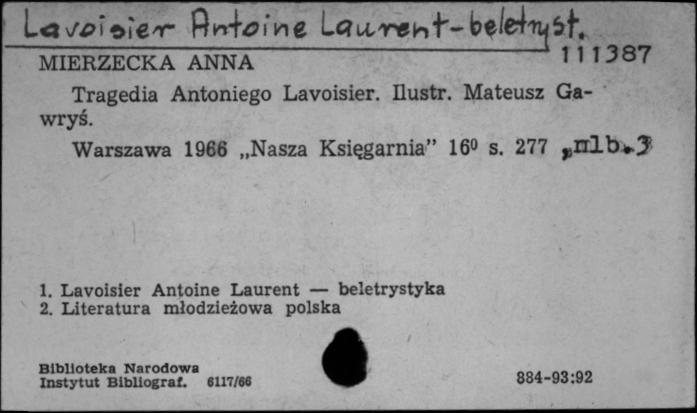 Lavoisier Antoine Laurent-beletryst.
111387
MIERZECKA ANNA
Tragedia Antoniego Lavoisier. Ilustr. Mateusz Ga-
wryś.
Warszawa 1966 „Nasza Księgarnia” 16⁰ s. 277 „nlb. 3
1. Lavoisier Antoine Laurent — beletrystyka
2. Literatura młodzieżowa polska
Biblioteka Narodowa
Instytut Bibliograf. 6117/66
884-93:92